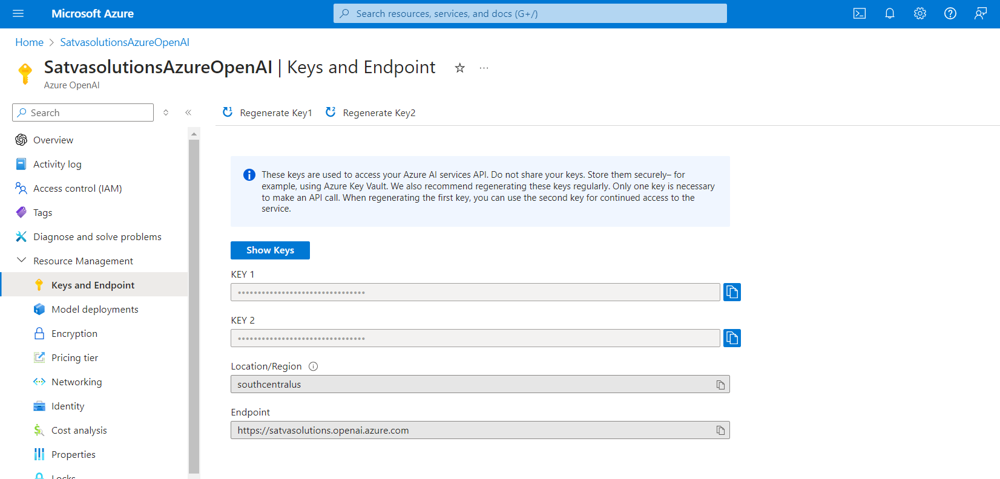 Microsoft Azure
Search resources, services, and docs (G+/)
Home > SatvasolutionsAzureOpenAI
SatvasolutionsAzureOpenAI | Keys and Endpoint
Azure OpenAI
Search
Regenerate Key1
Regenerate Key2
Overview
Activity log
Access control (IAM)
Tags
Diagnose and solve problems
Resource Management
Keys and Endpoint
Model deployments
Encryption
Pricing tier
Networking
Identity
Cost analysis
Properties
Locks
These keys are used to access your Azure AI services API. Do not share your keys. Store them securely– for
example, using Azure Key Vault. We also recommend regenerating these keys regularly. Only one key is necessary
to make an API call. When regenerating the first key, you can use the second key for continued access to the
service.
Show Keys
KEY 1
••••••••••••••••••••••••••••••••
KEY 2
••••••••••••••••••••••••••••••••
Location/Region
southcentralus
Endpoint
https://satvasolutions.openai.azure.com